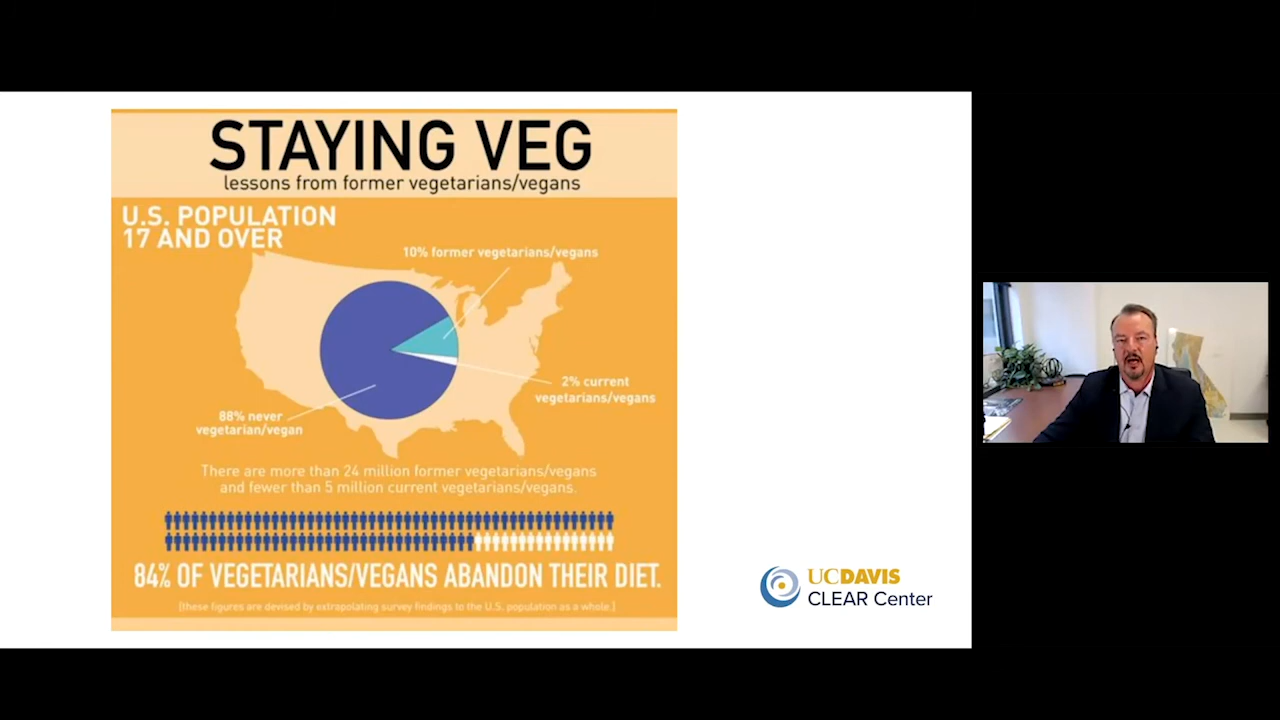 STAYING VEG
lessons from former vegetarians/vegans
U.S. POPULATION
17 AND OVER
10% former vegetarians/vegans
2% current
vegetarians/vegans
88% never
vegetarian/vegan
There are more than 24 million former vegetarians/vegans
and fewer than 5 million current vegetarians/vegans.
84% OF VEGETARIANS/VEGANS ABANDON THEIR DIET.
[these figures are devised by extrapolating survey findings to the U.S. population as a whole.]
UCDAVIS
CLEAR Center